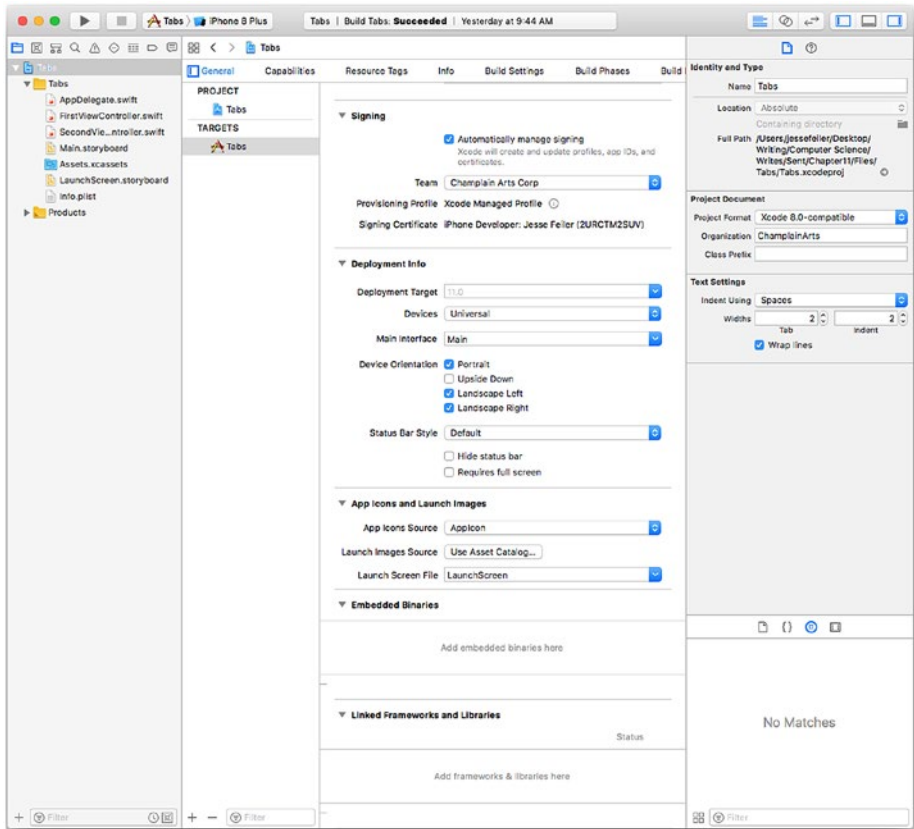 Tabs
iPhone 8 Plus
Tabs | Build Tabs: Succeeded | Yesterday at 9:44 AM
Tabs
Tabs
AppDelegate.swift
FirstViewController.swift
SecondVie...ntroller.swift
Main.storyboard
Assets.xcassets
LaunchScreen.storyboard
Info.plist
Products
Filter
Tabs
General
Capabilities
Resource Tags
Info
Build Settings
Build Phases
Build
PROJECT
Tabs
TARGETS
Tabs
Filter
Signing
Automatically manage signing
Xcode will create and update profiles, app IDs, and
certificates.
Team Champlain Arts Corp
Provisioning Profile Xcode Managed Profile
Signing Certificate iPhone Developer: Jesse Feiler (2URCTM2SUV)
Deployment Info
Deployment Target 11.0
Devices Universal
Main Interface Main
Device Orientation Portrait
Upside Down
Landscape Left
Landscape Right
Status Bar Style Default
Hide status bar
Requires full screen
App Icons and Launch Images
App Icons Source AppIcon
Launch Images Source Use Asset Catalog...
Launch Screen File LaunchScreen
Embedded Binaries
Add embedded binaries here
Linked Frameworks and Libraries
Status
Add frameworks & libraries here
Identity and Type
Name Tabs
Location Absolute
Containing directory
Full Path /Users/jessefeiler/Desktop/
Writing/Computer Science/
Writes/Sent/Chapter11/Files/
Tabs/Tabs.xcodeproj
Project Document
Project Format Xcode 8.0-compatible
Organization ChamplainArts
Class Prefix
Text Settings
Indent Using Spaces
Widths 2 2
Tab Indent
Wrap lines
No Matches
Filter